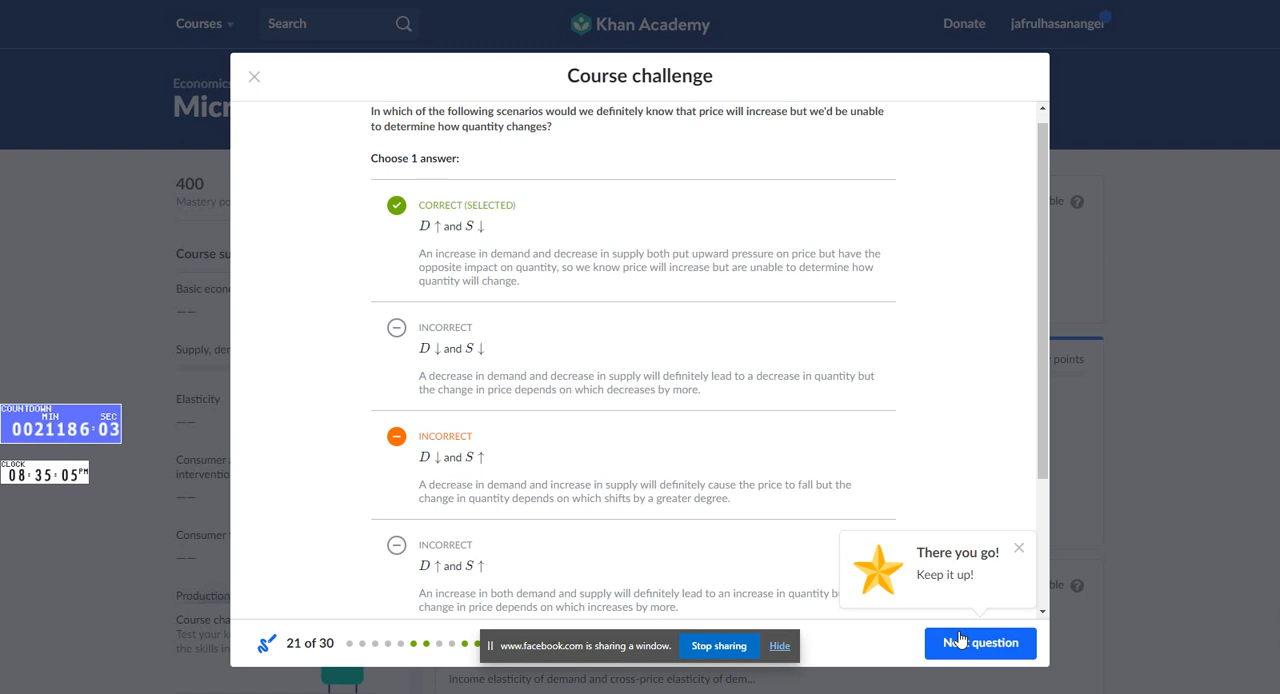 Courses
Search
Khan Academy
Donate
jafrulhasananger
Economics
Micr
Course challenge
In which of the following scenarios would we definitely know that price will increase but we'd be unable
to determine how quantity changes?
Choose 1 answer:
CORRECT (SELECTED)
D ↑ and S ↓
An increase in demand and decrease in supply both put upward pressure on price but have the
opposite impact on quantity, so we know price will increase but are unable to determine how
quantity will change.
INCORRECT
D ↓ and S ↓
A decrease in demand and decrease in supply will definitely lead to a decrease in quantity but
the change in price depends on which decreases by more.
INCORRECT
D ↓ and S ↑
A decrease in demand and increase in supply will definitely cause the price to fall but the
change in quantity depends on which shifts by a greater degree.
INCORRECT
D ↑ and S ↑
An increase in both demand and supply will definitely lead to an increase in quantity bu
change in price depends on which increases by more.
There you go!
Keep it up!
21 of 30
www.facebook.com is sharing a window.
Stop sharing
Hide
Next question
400
Mastery po
Course su
Basic econ
Supply, den
Elasticity
Consumer a
interventio
Consumer
Production
Course cha
Test your k
the skills in
ble
points
ble
Income elasticity of demand and cross-price elasticity of dem...
COUNTDOWN
MIN SEC
0021186:03
CLOCK
08:35:05PM